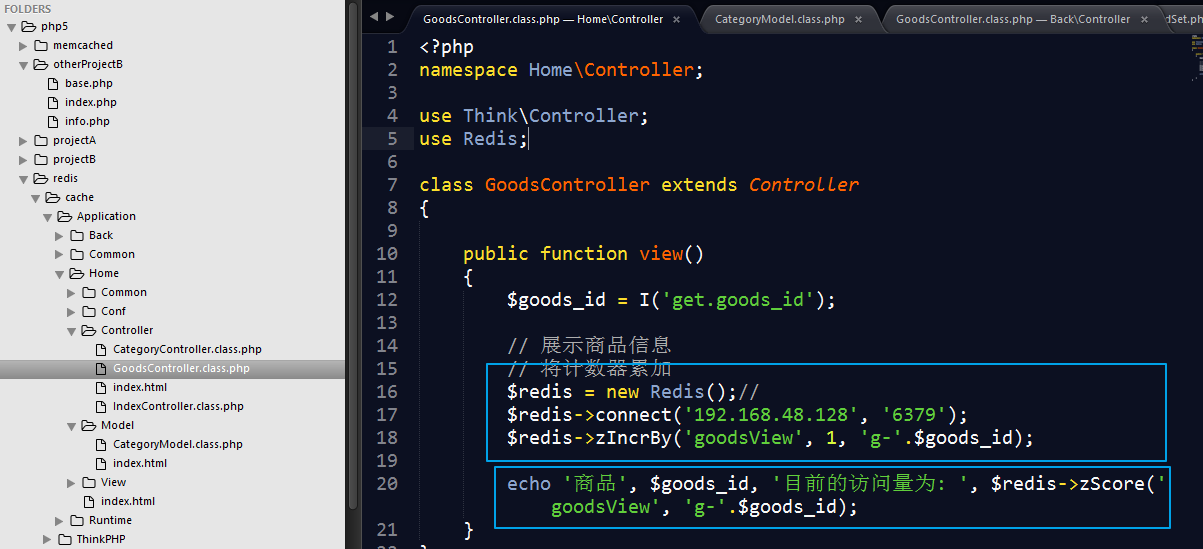 FOLDERS
php5
memcached
otherProjectB
base.php
index.php
info.php
projectA
projectB
redis
cache
Application
Back
Common
Home
Common
Conf
Controller
CategoryController.class.php
GoodsController.class.php
index.html
IndexController.class.php
Model
CategoryModel.class.php
index.html
View
index.html
Runtime
ThinkPHP
GoodsController.class.php — Home\Controller ×
CategoryModel.class.php ×
GoodsController.class.php — Back\Controller ×
dSet.ph
1 <?php
2 namespace Home\Controller;
3
4 use Think\Controller;
5 use Redis;
6
7 class GoodsController extends Controller
8 {
9
10 public function view()
11 {
12 $goods_id = I('get.goods_id');
13
14 // 展示商品信息
15 // 将计数器累加
16 $redis = new Redis();//
17 $redis->connect('192.168.48.128', '6379');
18 $redis->zIncrBy('goodsView', 1, 'g-'.$goods_id);
19
20 echo '商品', $goods_id, '目前的访问量为: ', $redis->zScore('
goodsView', 'g-'.$goods_id);
21 }